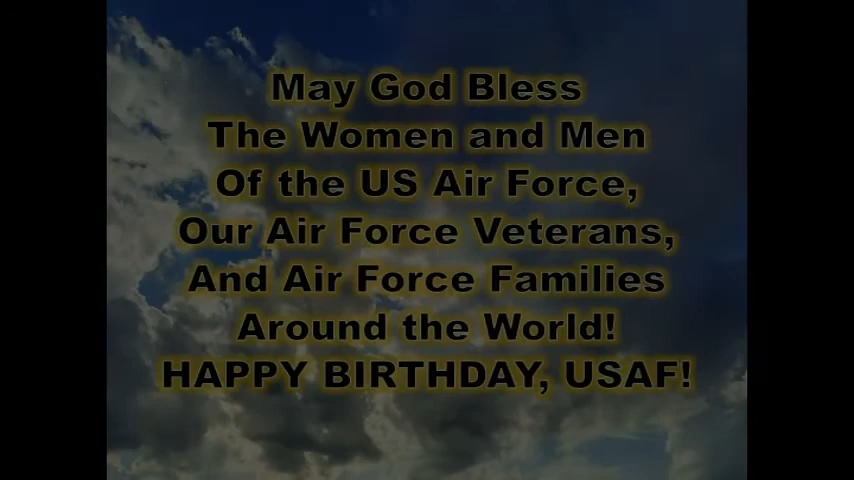 May God Bless
The Women and Men
Of the US Air Force,
Our Air Force Veterans,
And Air Force Families
Around the World!
HAPPY BIRTHDAY, USAF!